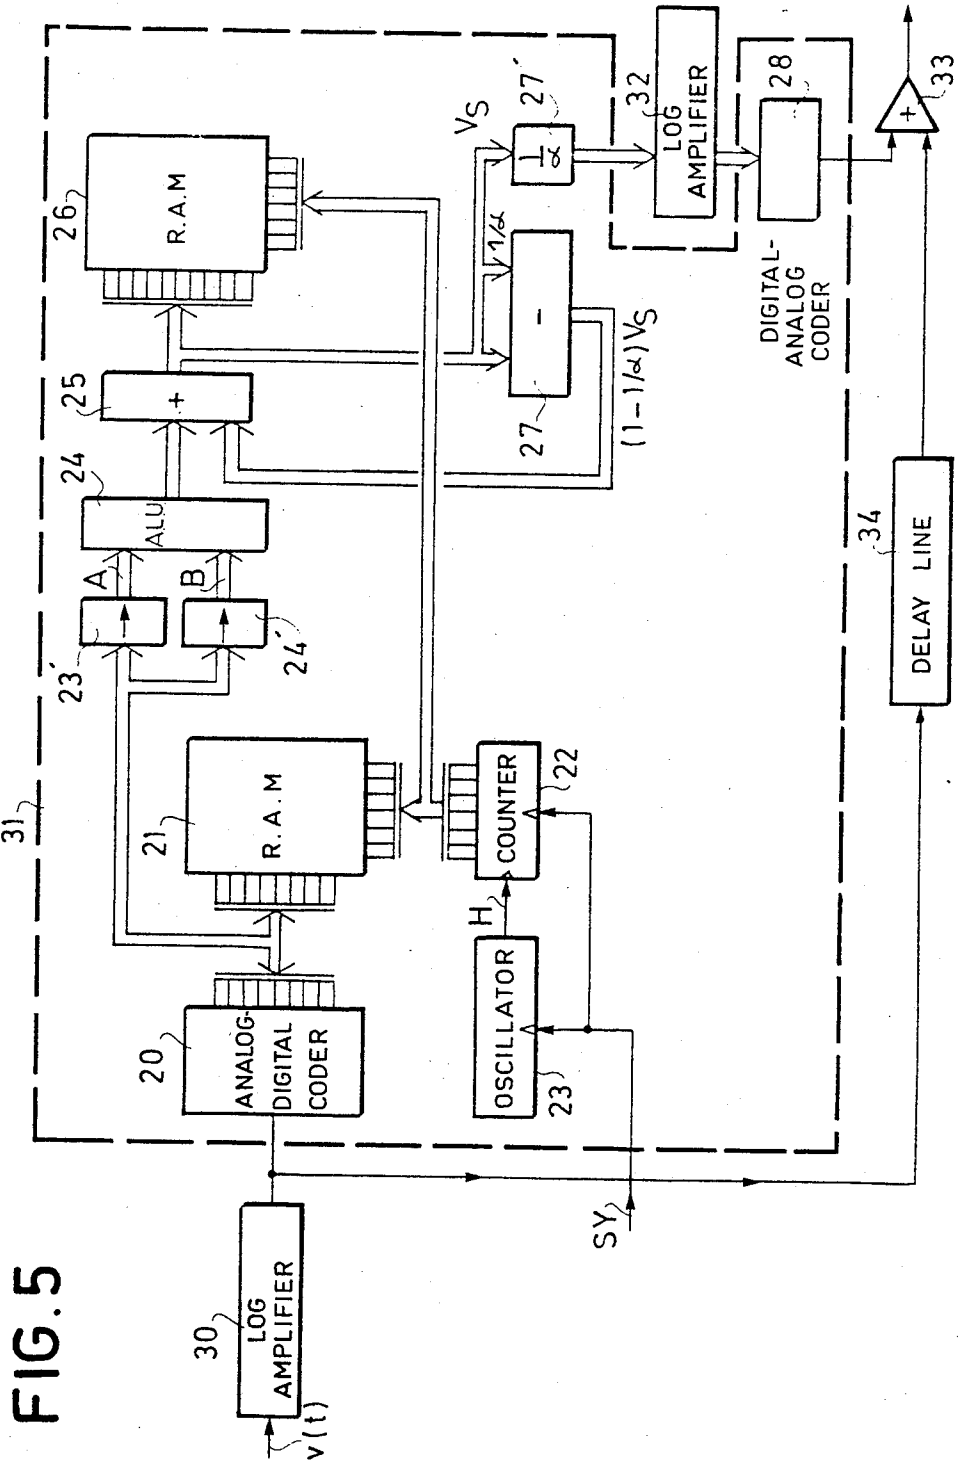 FIG. 5
31
v(t)
30
LOG
AMPLIFIER
20
ANALOG-
DIGITAL
CODER
21
R.A.M
23'
24'
A
B
24
ALU
25
+
26
R.A.M
SY
23
OSCILLATOR
H
22
COUNTER
27
-
1/α
(1-1/α)VS
VS
27'
1/α
32
LOG
AMPLIFIER
28
DIGITAL-
ANALOG
CODER
34
DELAY LINE
33
+